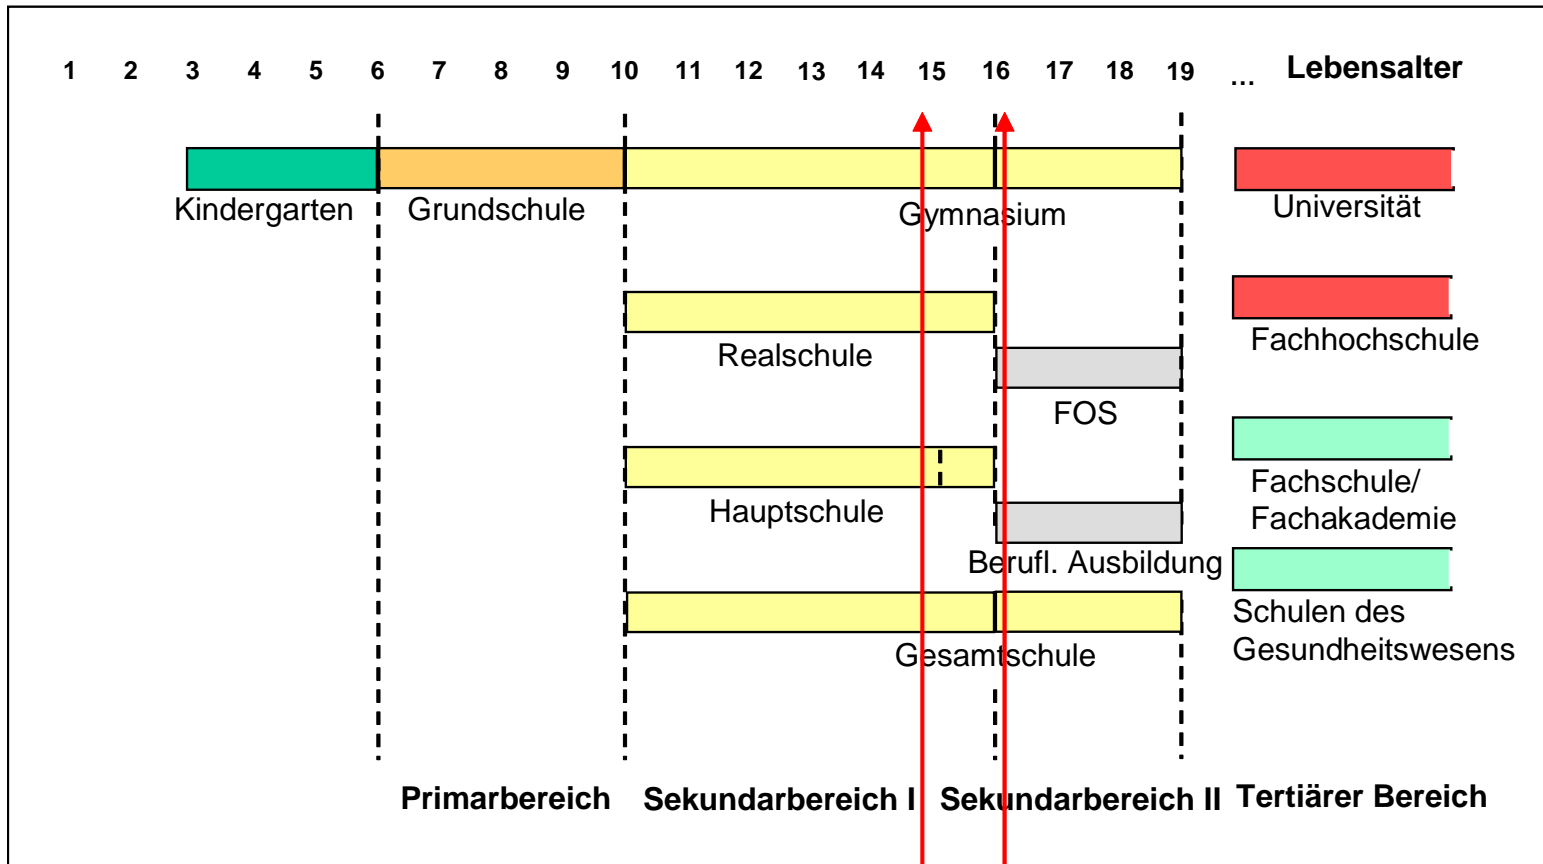 1 2 3 4 5 6 7 8 9 10 11 12 13 14 15 16 17 18 19 ... Lebensalter
Kindergarten Grundschule Gymnasium Universität
Realschule Fachhochschule
FOS
Hauptschule Fachschule/
Fachakademie
Berufl. Ausbildung
Gesamtschule Schulen des
Gesundheitswesens
Primarbereich Sekundarbereich I Sekundarbereich II Tertiärer Bereich